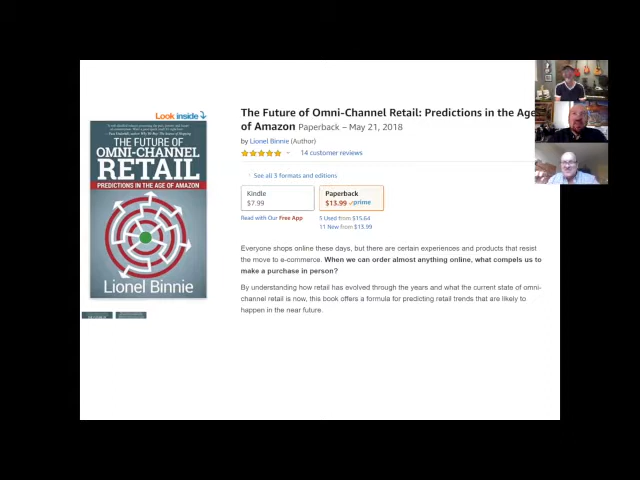 Look inside
THE FUTURE OF
OMNI-CHANNEL
RETAIL
PREDICTIONS IN THE AGE OF AMAZON
Lionel Binnie
The Future of Omni-Channel Retail: Predictions in the Age
of Amazon Paperback – May 21, 2018
by Lionel Binnie (Author)
14 customer reviews
See all 3 formats and editions
Kindle
$7.99
Paperback
$13.99 prime
Read with Our Free App
5 Used from $15.64
11 New from $13.99
Everyone shops online these days, but there are certain experiences and products that resist
the move to e-commerce. When we can order almost anything online, what compels us to
make a purchase in person?
By understanding how retail has evolved through the years and what the current state of omni-
channel retail is now, this book offers a formula for predicting retail trends that are likely to
happen in the near future.